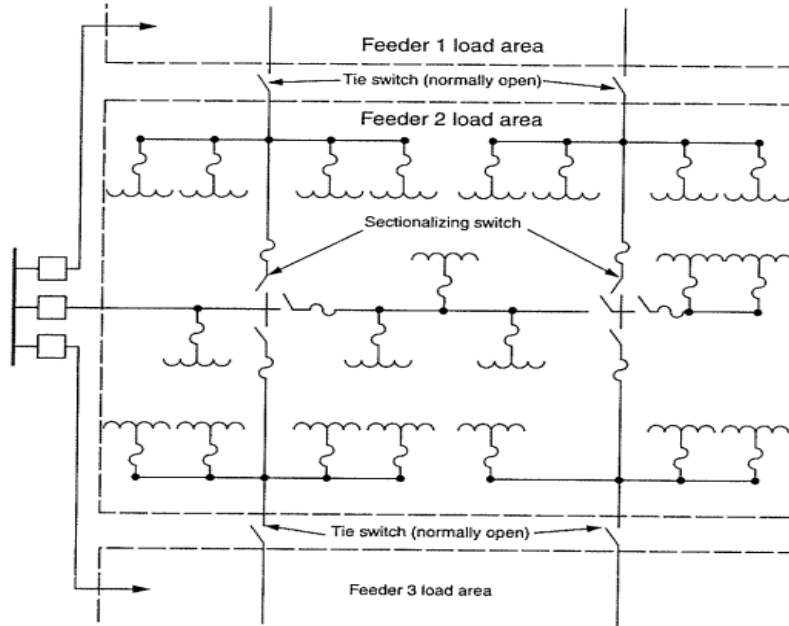 Feeder 1 load area
Tie switch (normally open)
Feeder 2 load area
Sectionalizing switch
Tie switch (normally open)
Feeder 3 load area